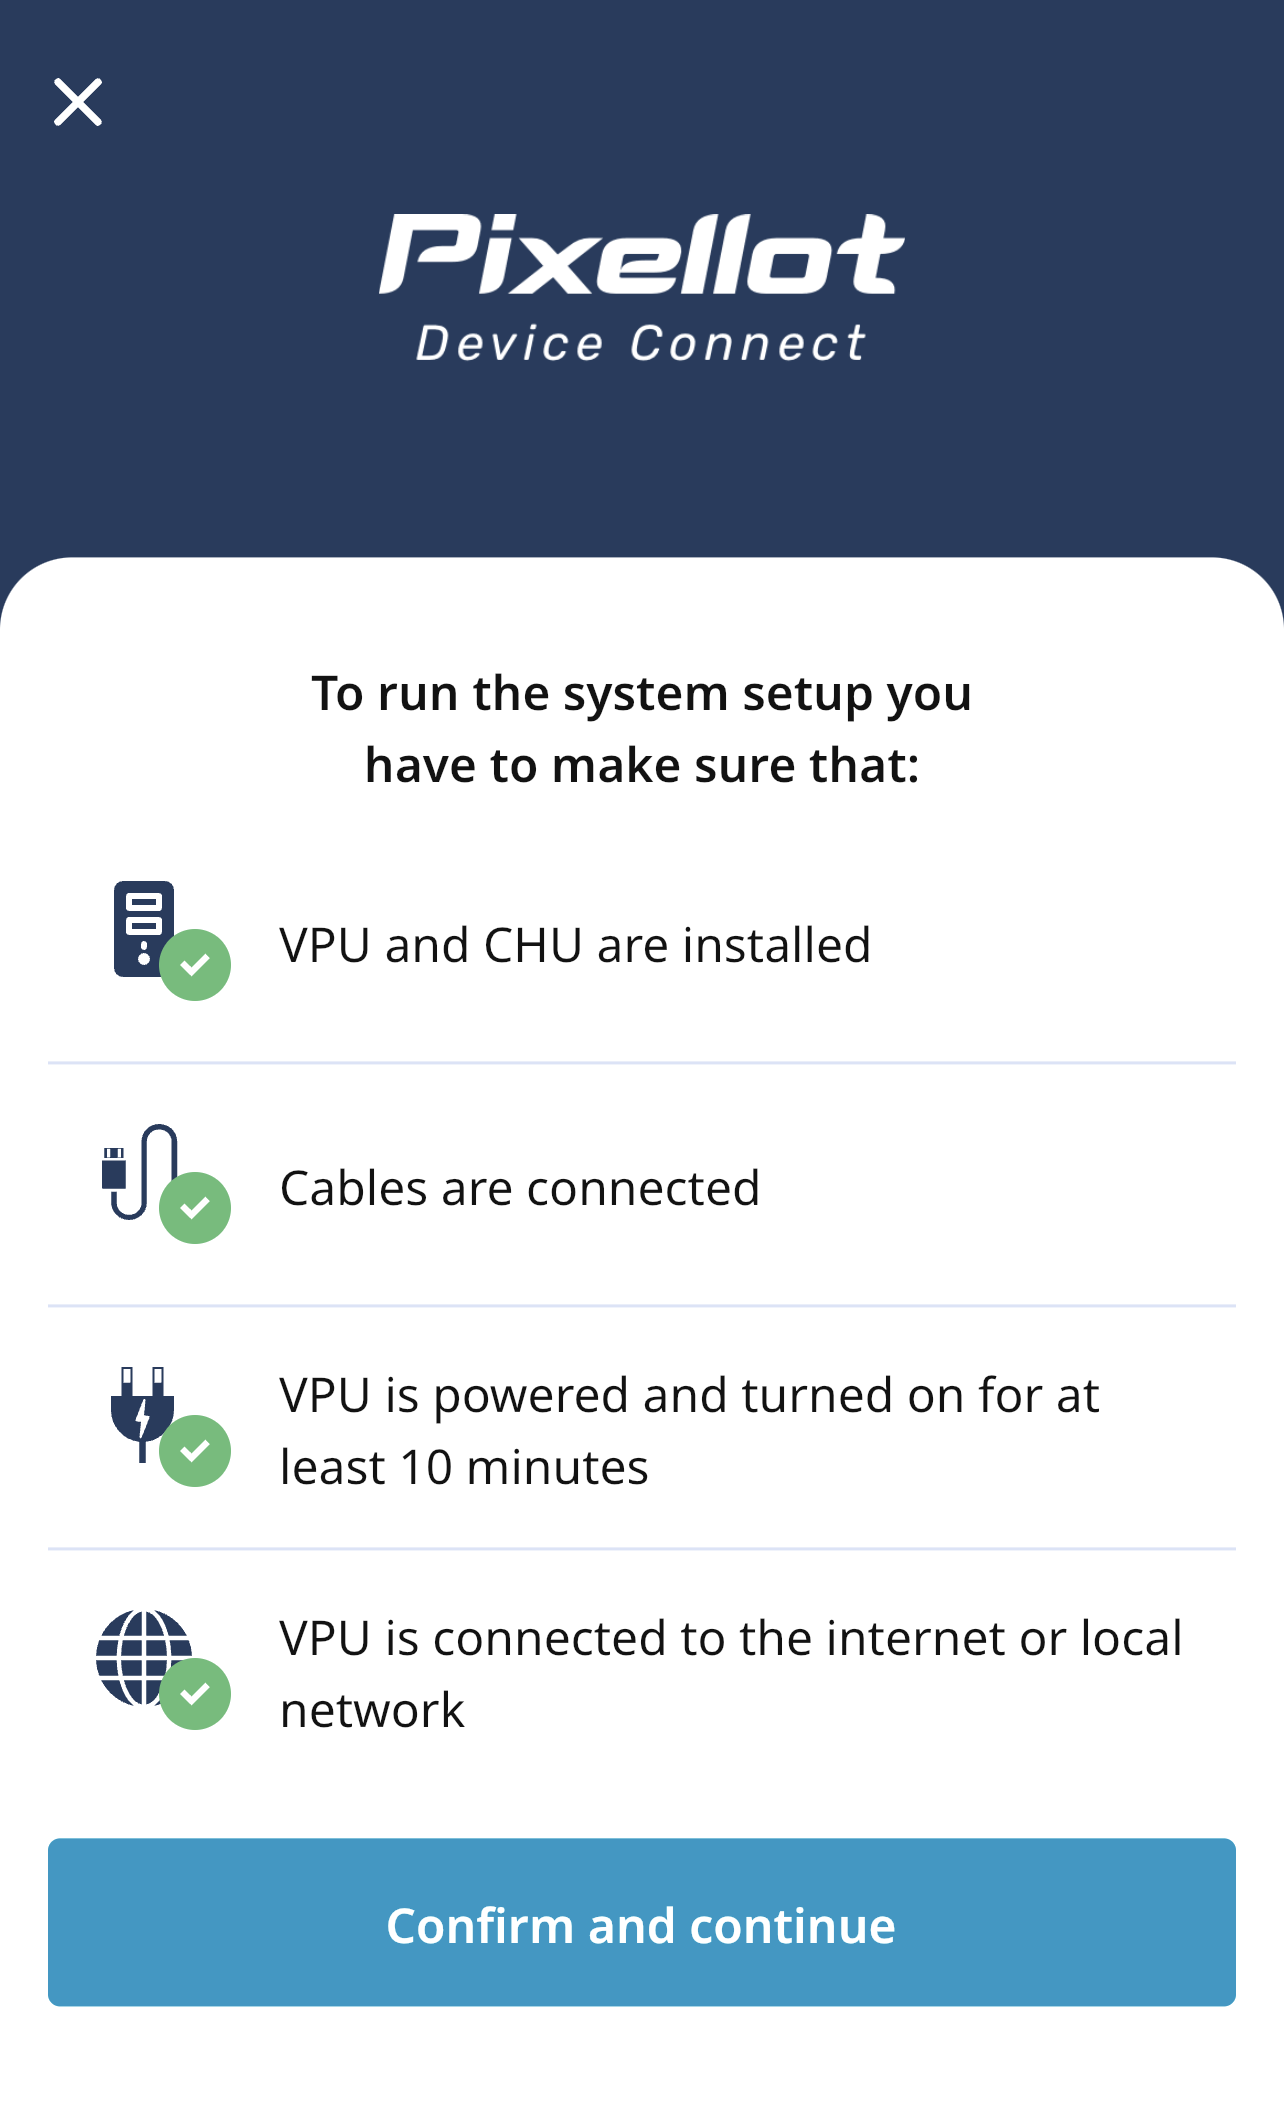 Pixellot
Device Connect
To run the system setup you
have to make sure that:
VPU and CHU are installed
Cables are connected
VPU is powered and turned on for at
least 10 minutes
VPU is connected to the internet or local
network
Confirm and continue